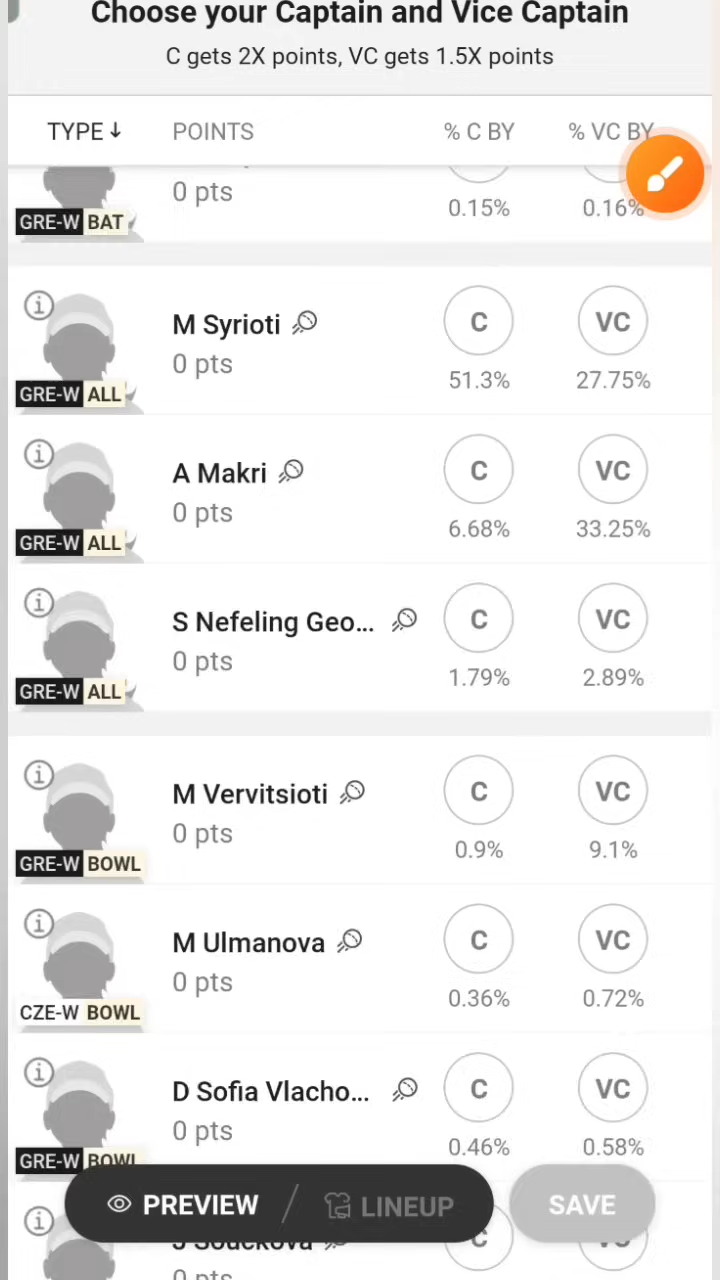 Choose your Captain and Vice Captain
C gets 2X points, VC gets 1.5X points
TYPE↓ POINTS % C BY % VC BY
0 pts
GRE-W BAT 0.15% 0.16%
M Syrioti C VC
0 pts 51.3% 27.75%
GRE-W ALL
A Makri C VC
0 pts 6.68% 33.25%
GRE-W ALL
S Nefeling Geo... C VC
0 pts 1.79% 2.89%
GRE-W ALL
M Vervitsioti C VC
0 pts 0.9% 9.1%
GRE-W BOWL
M Ulmanova C VC
0 pts 0.36% 0.72%
CZE-W BOWL
D Sofia Vlacho... C VC
0 pts 0.46% 0.58%
GRE-W BOWL
PREVIEW / LINEUP SAVE
0 pts